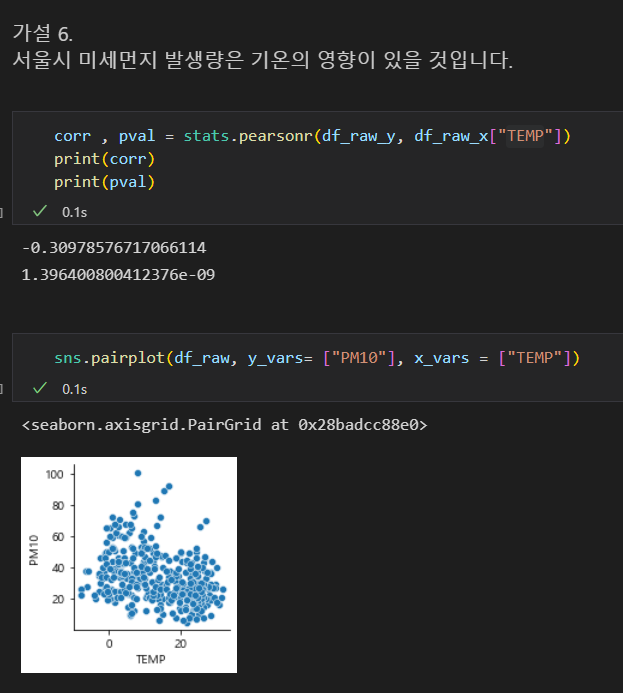 가설 6.
서울시 미세먼지 발생량은 기온의 영향이 있을 것입니다.
corr , pval = stats.pearsonr(df_raw_y, df_raw_x["TEMP"])
print(corr)
print(pval)
] ✓ 0.1s
-0.30978576717066114
1.396400800412376e-09
sns.pairplot(df_raw, y_vars= ["PM10"], x_vars = ["TEMP"])
] ✓ 0.1s
<seaborn.axisgrid.PairGrid at 0x28badcc88e0>
100
80
60
PM10
40
20
0 20
TEMP